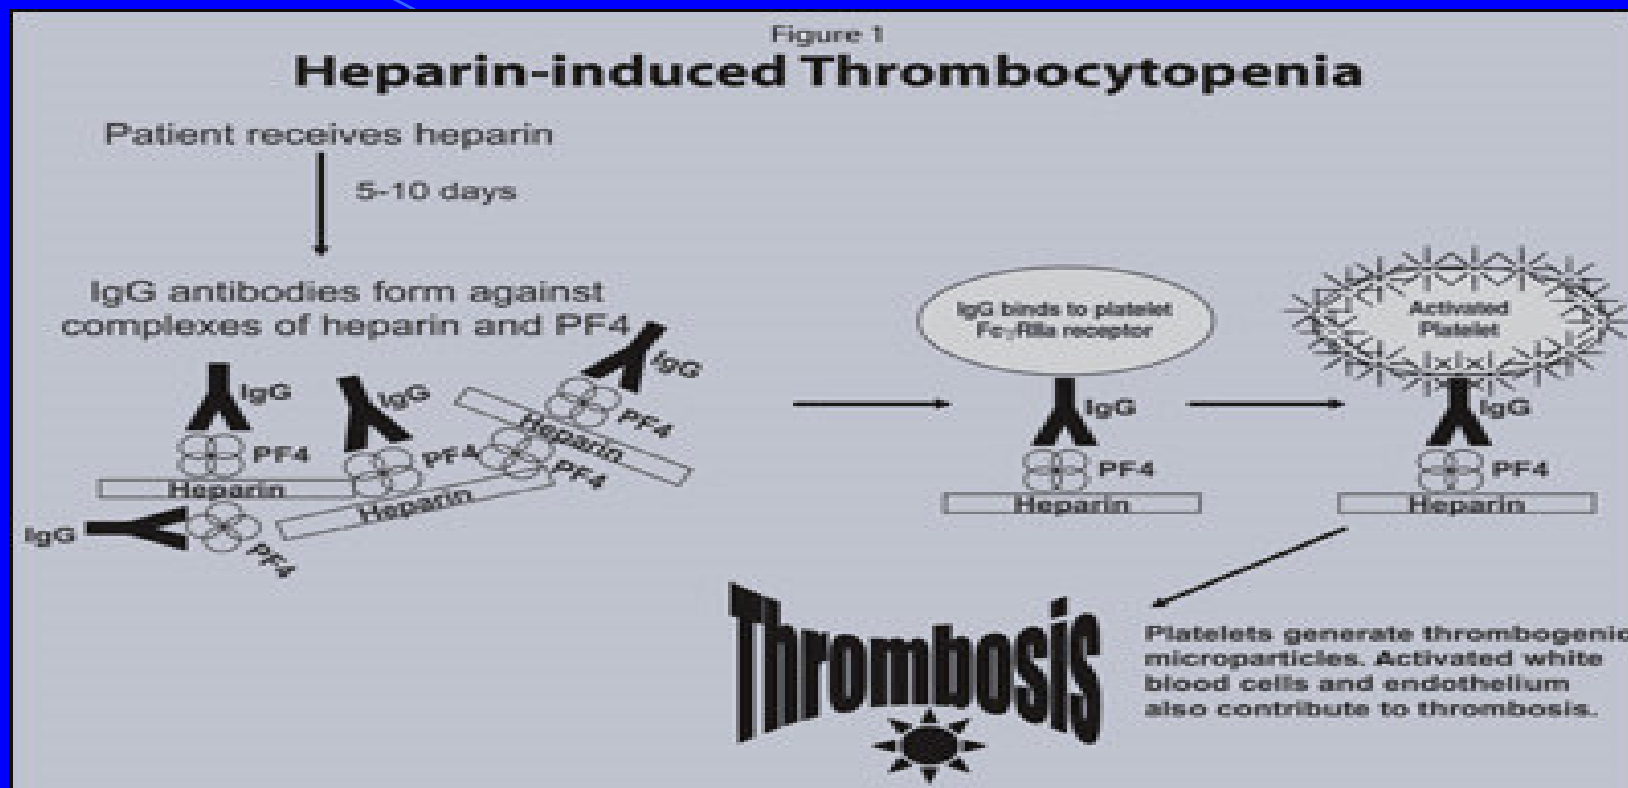 Figure 1
Heparin-induced Thrombocytopenia
Patient receives heparin
5-10 days
IgG antibodies form against
complexes of heparin and PF4
IgG
PF4
Heparin
IgG
PF4
IgG
PF4
Heparin
IgG
PF4
Heparin
PF4
IgG binds to platelet
FcγRIIa receptor
IgG
PF4
Heparin
Activated
Platelet
IgG
PF4
Heparin
Platelets generate thrombogenic
microparticles. Activated white
blood cells and endothelium
also contribute to thrombosis.
Thrombosis